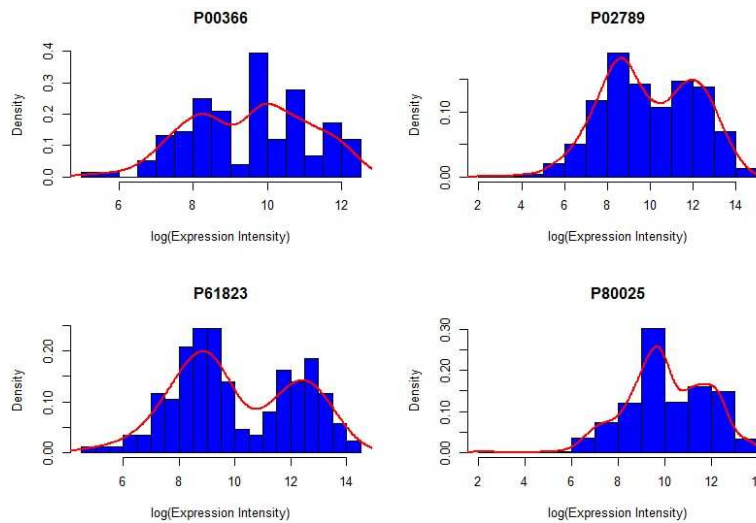 P00366
Density
0.0 0.1 0.2 0.3 0.4
6 8 10 12
log(Expression Intensity)
P02789
Density
0.00 0.10
2 4 6 8 10 12 14
log(Expression Intensity)
P61823
Density
0.00 0.10 0.20
6 8 10 12 14
log(Expression Intensity)
P80025
Density
0.00 0.10 0.20 0.30
2 4 6 8 10 12
log(Expression Intensity)